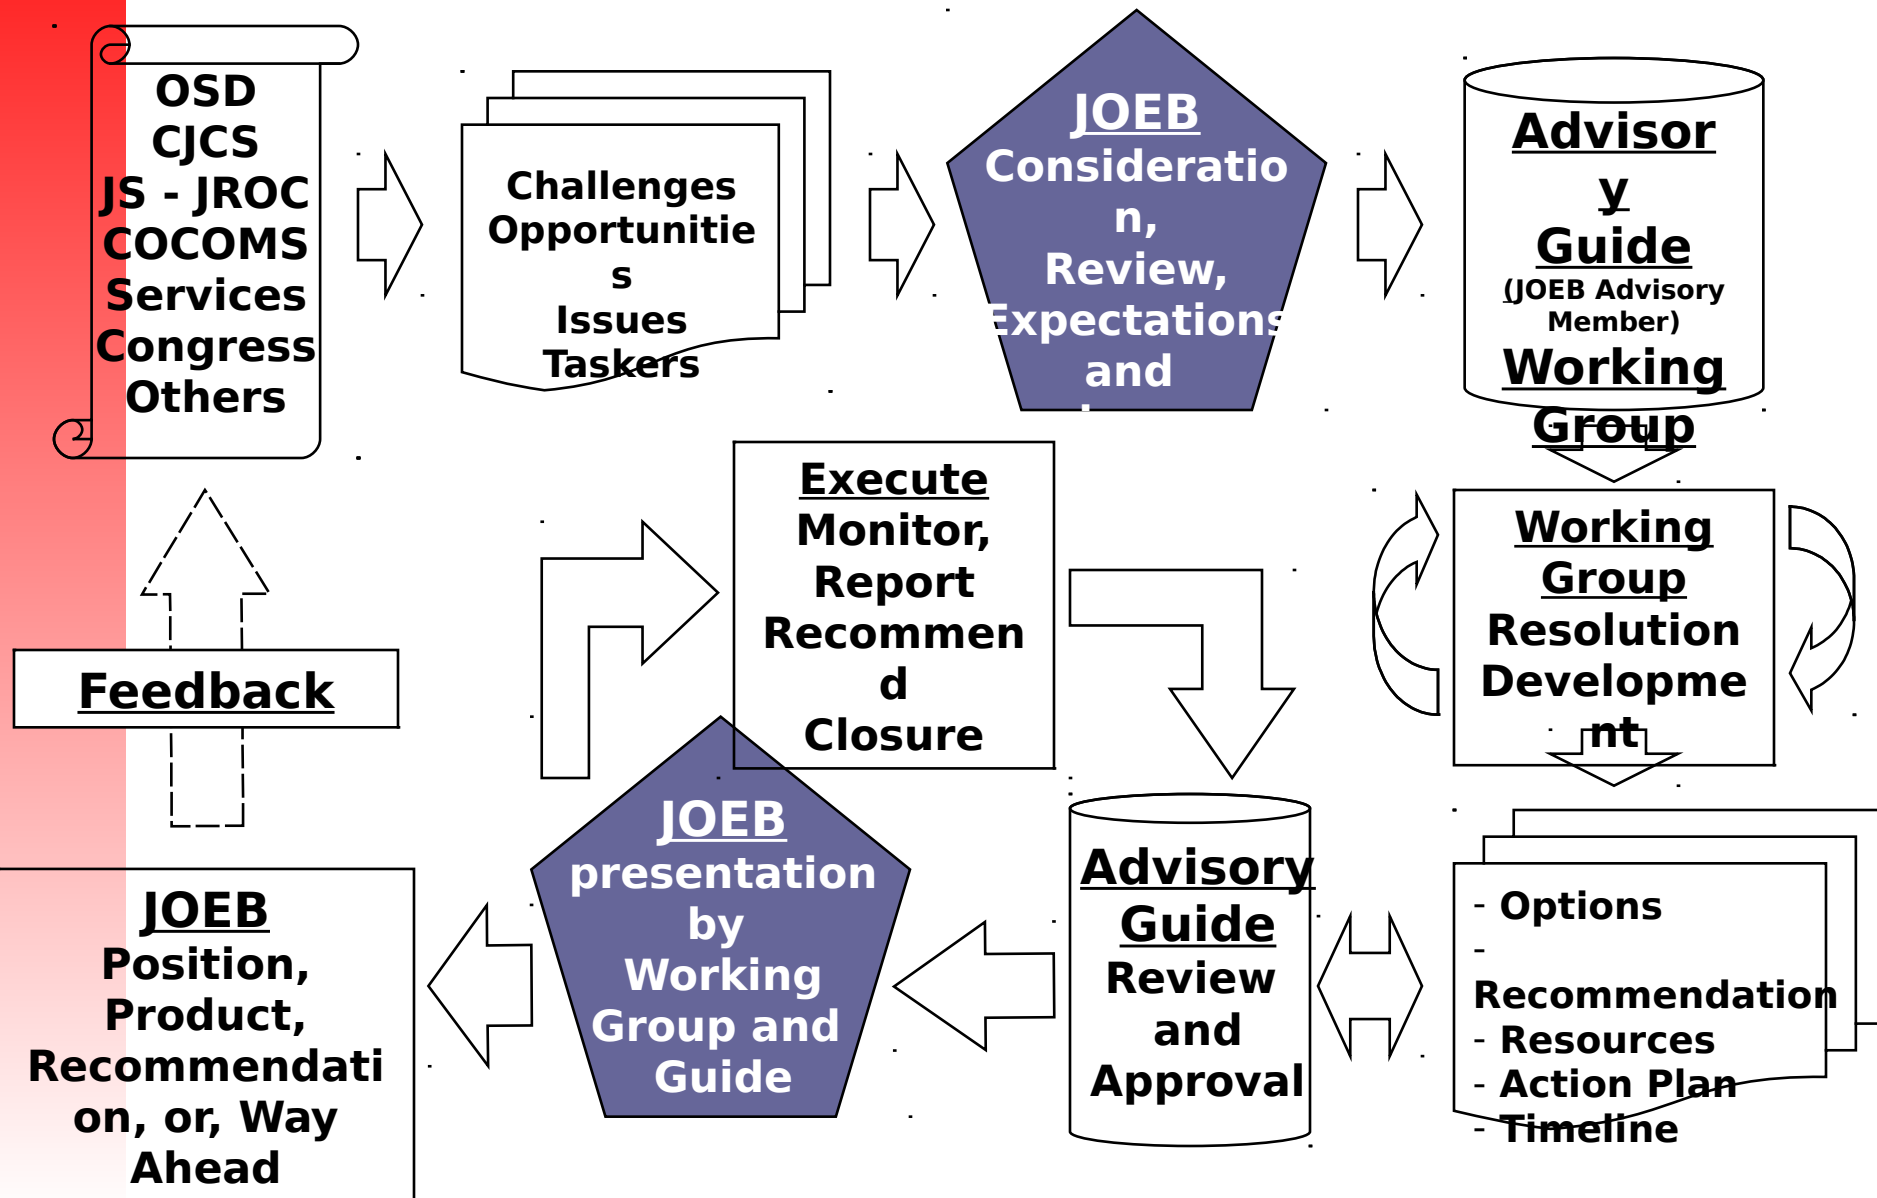 OSD
CJCS
JS - JROC
COCOMS
Services
Congress
Others
Challenges
Opportunitie
s
Issues
Taskers
JOEB
Consideratio
n,
Review,
Expectations
and
Advisor
y
Guide
(JOEB Advisory
Member)
Working
Group
Execute
Monitor,
Report
Recommen
d
Closure
Working
Group
Resolution
Developme
nt
Feedback
JOEB
Position,
Product,
Recommendati
on, or, Way
Ahead
JOEB
presentation
by
Working
Group and
Guide
Advisory
Guide
Review
and
Approval
- Options
-
Recommendation
- Resources
- Action Plan
- Timeline